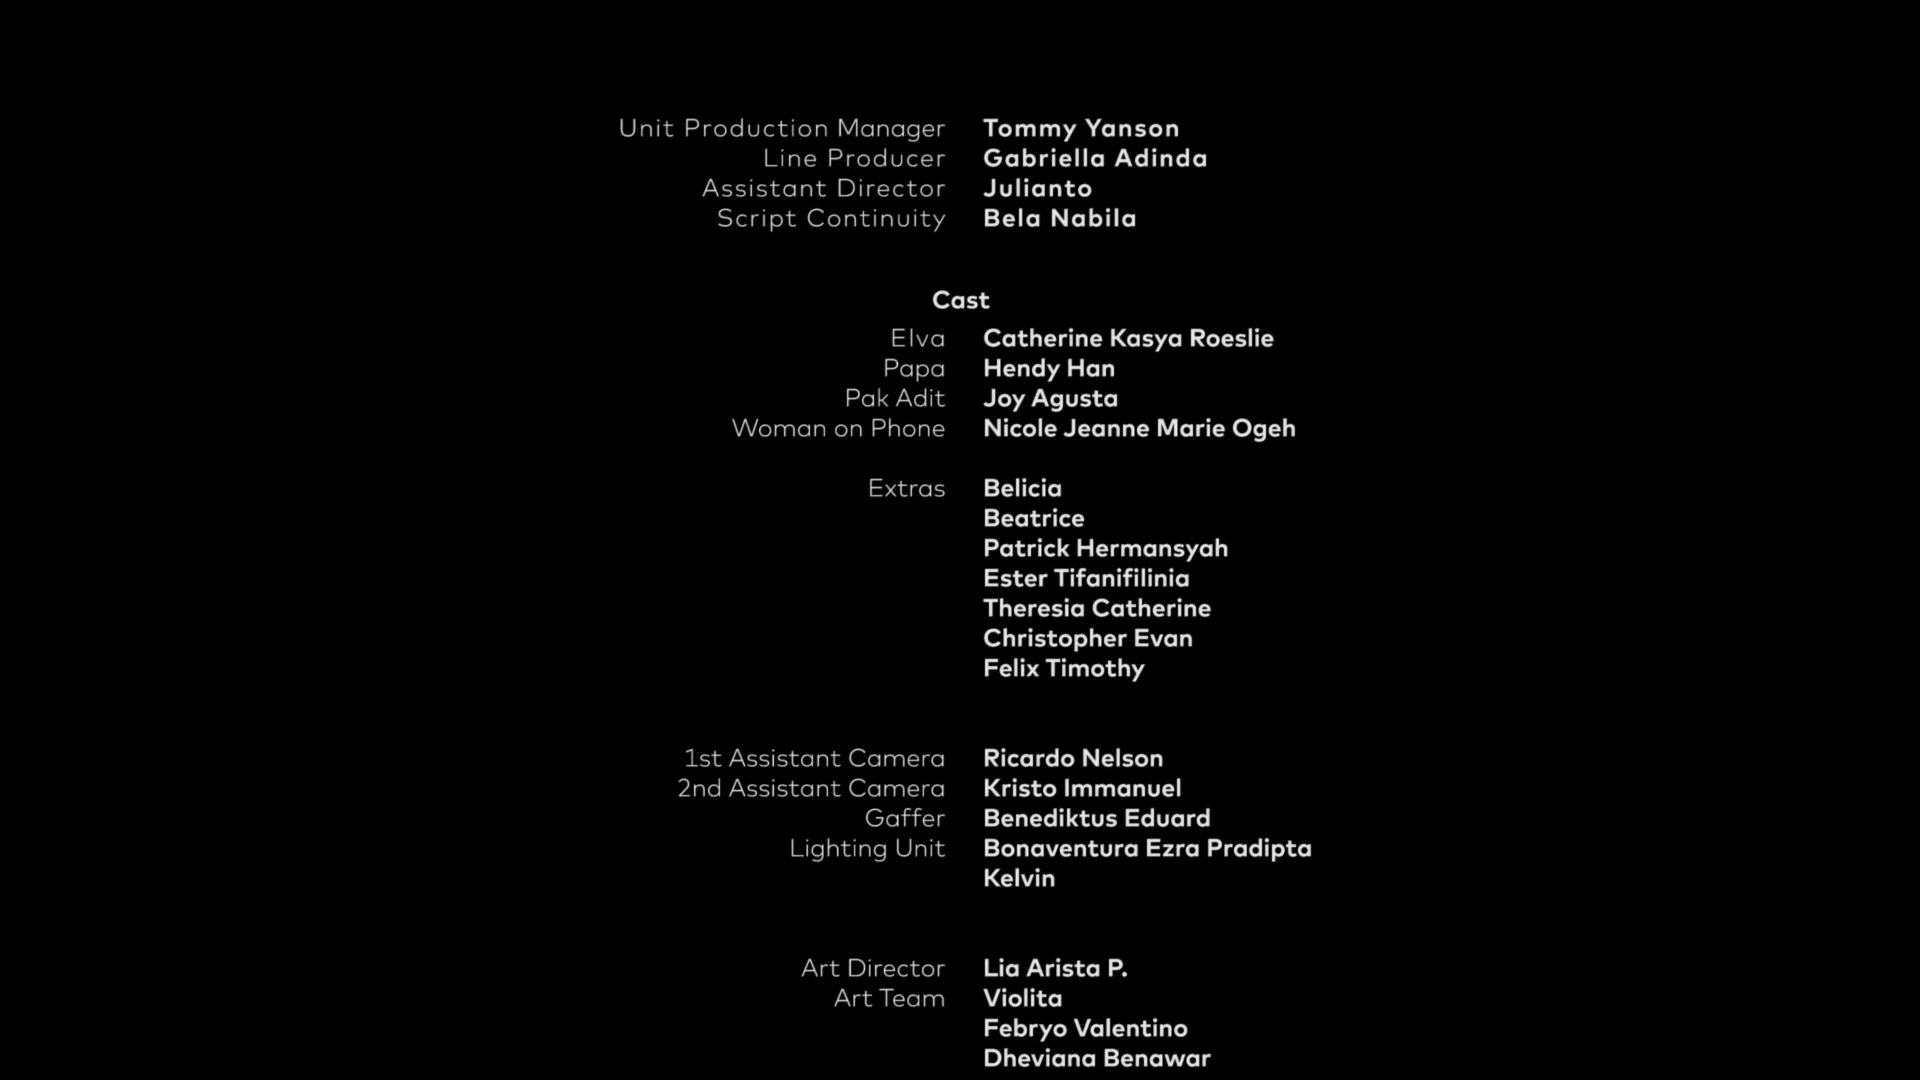 Unit Production Manager Tommy Yanson
Line Producer Gabriella Adinda
Assistant Director Julianto
Script Continuity Bela Nabila
Cast
Elva Catherine Kasya Roeslie
Papa Hendy Han
Pak Adit Joy Agusta
Woman on Phone Nicole Jeanne Marie Ogeh
Extras Belicia
Beatrice
Patrick Hermansyah
Ester Tifanifilinia
Theresia Catherine
Christopher Evan
Felix Timothy
1st Assistant Camera Ricardo Nelson
2nd Assistant Camera Kristo Immanuel
Gaffer Benediktus Eduard
Lighting Unit Bonaventura Ezra Pradipta
Kelvin
Art Director Lia Arista P.
Art Team Violita
Febryo Valentino
Dheviana Benawar